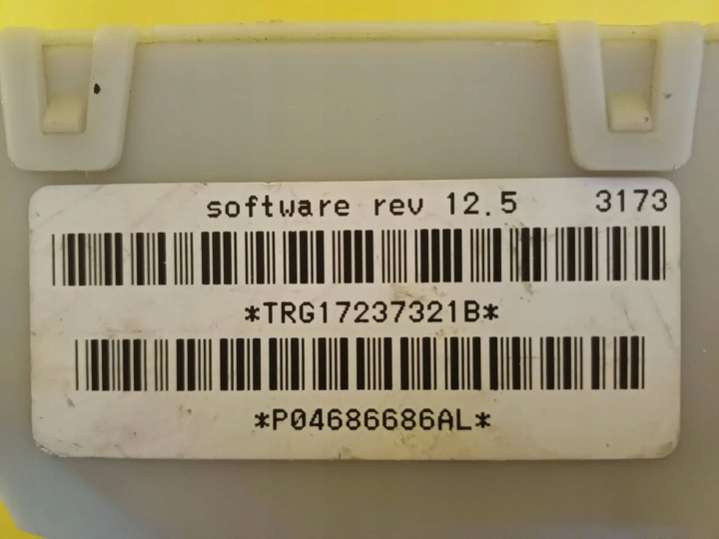 software rev 12.5 3173
*TRG17237321B*
*P04686686AL*